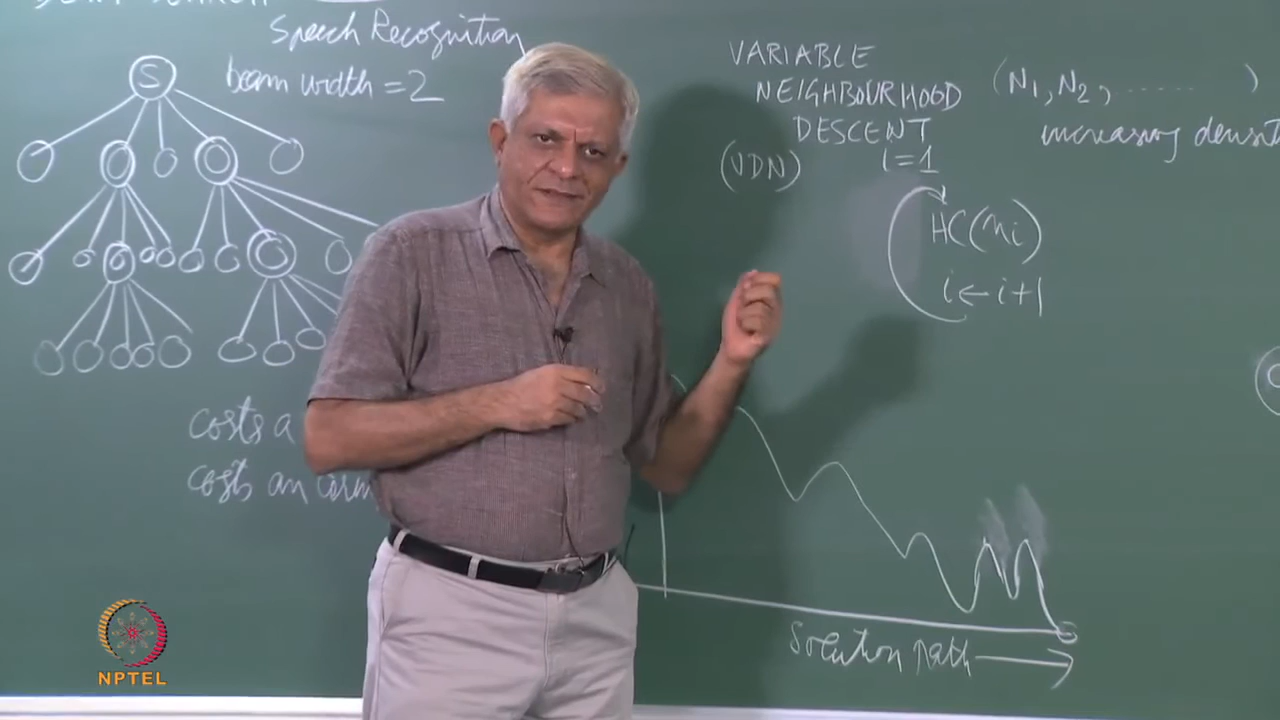 Speech Recognition
S
beam width = 2
costs a
costs an
VARIABLE
NEIGHBOURHOOD
DESCENT
(VDN)
(N1, N2, ...... )
increasing densit
i=1
HC(ni)
i ← i+1
solution path
NPTEL